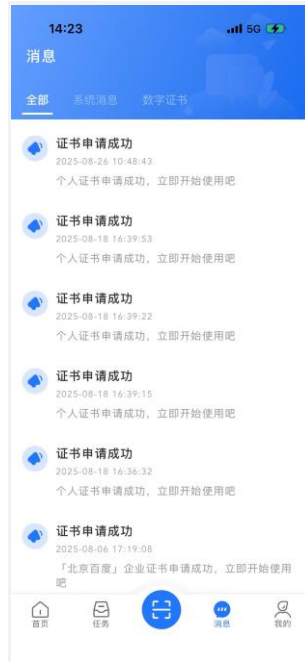 14:23
5G
消息
全部 系统消息 数字证书
证书申请成功
2025-08-26 10:48:43
个人证书申请成功，立即开始使用吧
证书申请成功
2025-08-18 16:39:53
个人证书申请成功，立即开始使用吧
证书申请成功
2025-08-18 16:39:22
个人证书申请成功，立即开始使用吧
证书申请成功
2025-08-18 16:39:15
个人证书申请成功，立即开始使用吧
证书申请成功
2025-08-18 16:36:32
个人证书申请成功，立即开始使用吧
证书申请成功
2025-08-06 17:19:08
「北京百度」企业证书申请成功，立即开始使用
吧
首页 任务 消息 我的